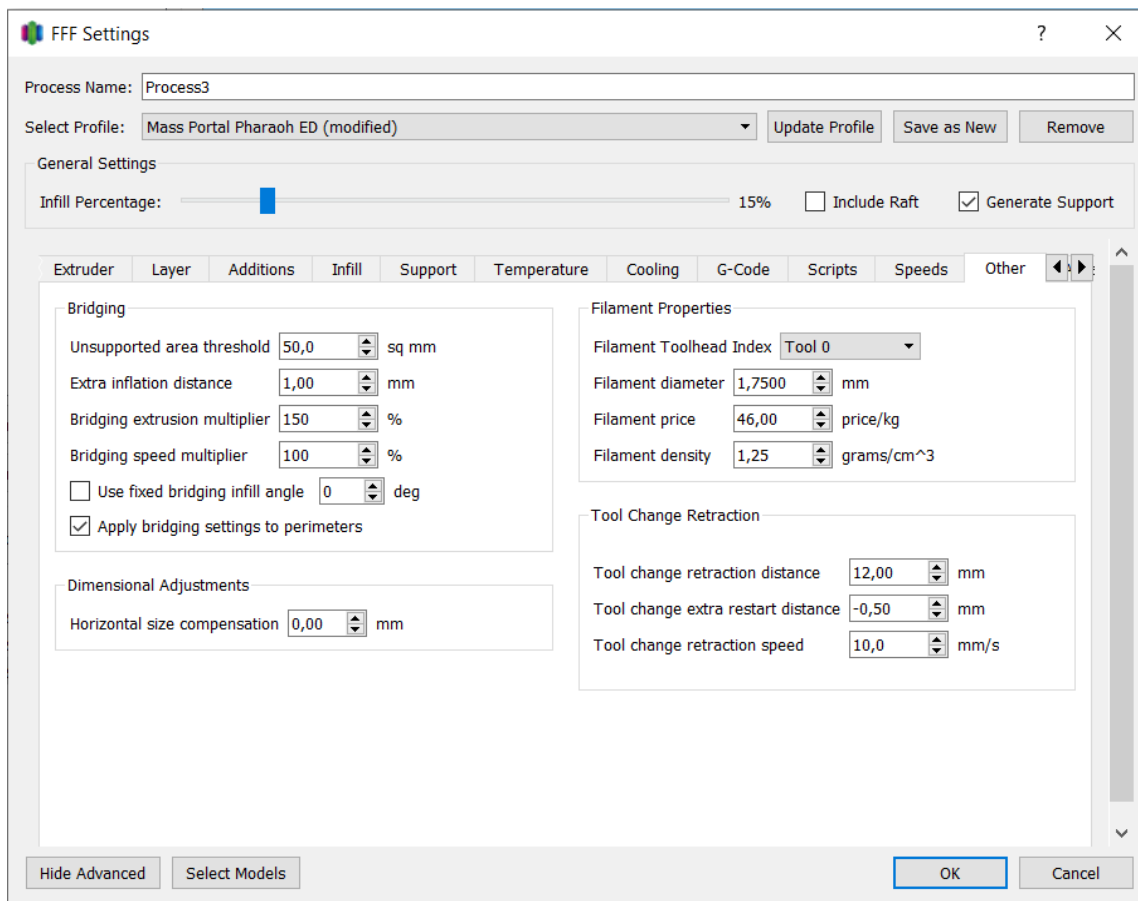 FFF Settings ?
Process Name: Process3
Select Profile: Mass Portal Pharaoh ED (modified) Update Profile Save as New Remove
General Settings
Infill Percentage: 15% Include Raft Generate Support
Extruder Layer Additions Infill Support Temperature Cooling G-Code Scripts Speeds Other
Bridging
Unsupported area threshold 50,0 sq mm
Extra inflation distance 1,00 mm
Bridging extrusion multiplier 150 %
Bridging speed multiplier 100 %
Use fixed bridging infill angle 0 deg
Apply bridging settings to perimeters
Dimensional Adjustments
Horizontal size compensation 0,00 mm
Filament Properties
Filament Toolhead Index Tool 0
Filament diameter 1,7500 mm
Filament price 46,00 price/kg
Filament density 1,25 grams/cm^3
Tool Change Retraction
Tool change retraction distance 12,00 mm
Tool change extra restart distance -0,50 mm
Tool change retraction speed 10,0 mm/s
Hide Advanced Select Models OK Cancel